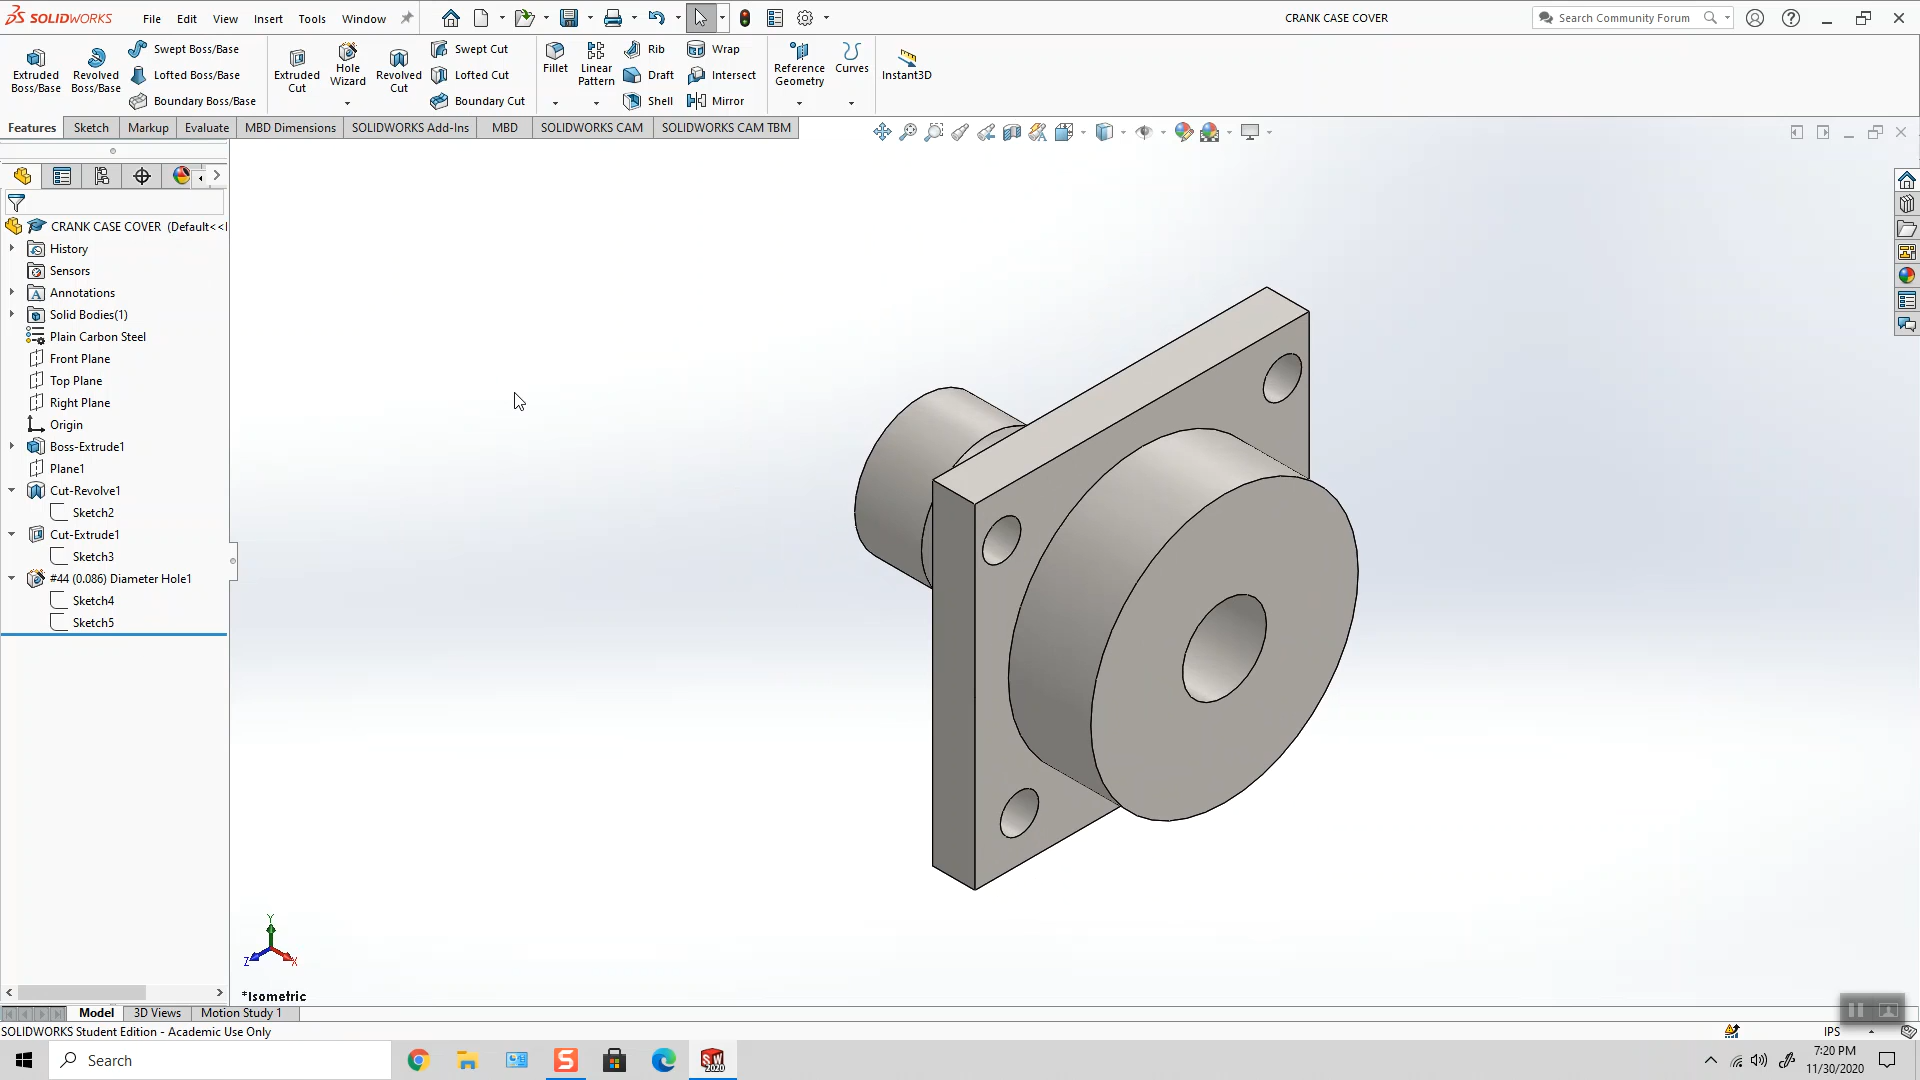 SOLIDWORKS File Edit View Insert Tools Window CRANK CASE COVER Search Community Forum
Extruded Boss/Base
Revolved Boss/Base
Swept Boss/Base
Lofted Boss/Base
Boundary Boss/Base
Extruded Cut
Hole Wizard
Revolved Cut
Swept Cut
Lofted Cut
Boundary Cut
Fillet
Linear Pattern
Rib
Draft
Shell
Wrap
Intersect
Mirror
Reference Geometry
Curves
Instant3D
Features Sketch Markup Evaluate MBD Dimensions SOLIDWORKS Add-Ins MBD SOLIDWORKS CAM SOLIDWORKS CAM TBM
CRANK CASE COVER (Default<<
History
Sensors
Annotations
Solid Bodies(1)
Plain Carbon Steel
Front Plane
Top Plane
Right Plane
Origin
Boss-Extrude1
Plane1
Cut-Revolve1
Sketch2
Cut-Extrude1
Sketch3
#44 (0.086) Diameter Hole1
Sketch4
Sketch5
Y
Z X
*Isometric
Model 3D Views Motion Study 1
SOLIDWORKS Student Edition - Academic Use Only IPS
Search
7:20 PM
11/30/2020